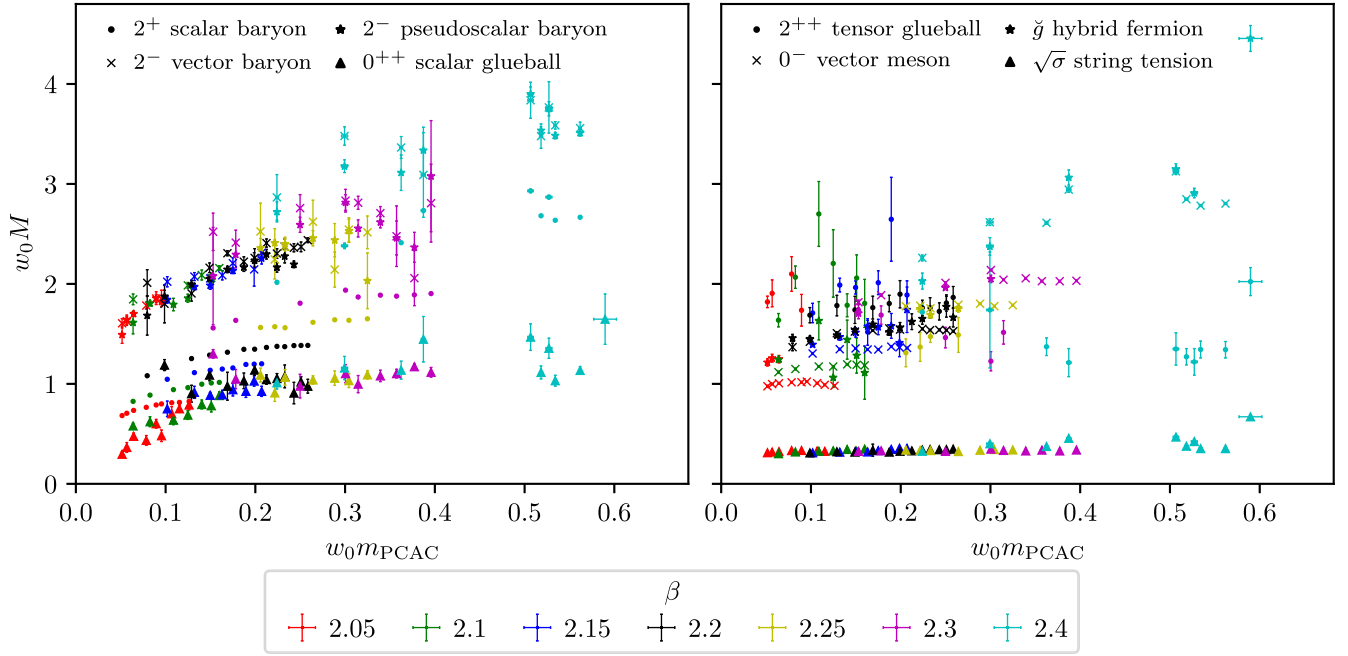 2⁺ scalar baryon
2⁻ pseudoscalar baryon
2⁻ vector baryon
0⁺⁺ scalar glueball
2⁺⁺ tensor glueball
ğ hybrid fermion
0⁻ vector meson
√σ string tension
w₀M
4
3
2
1
0
0.0 0.1 0.2 0.3 0.4 0.5 0.6
0.0 0.1 0.2 0.3 0.4 0.5 0.6
w₀m_PCAC
w₀m_PCAC
β
2.05 2.1 2.15 2.2 2.25 2.3 2.4